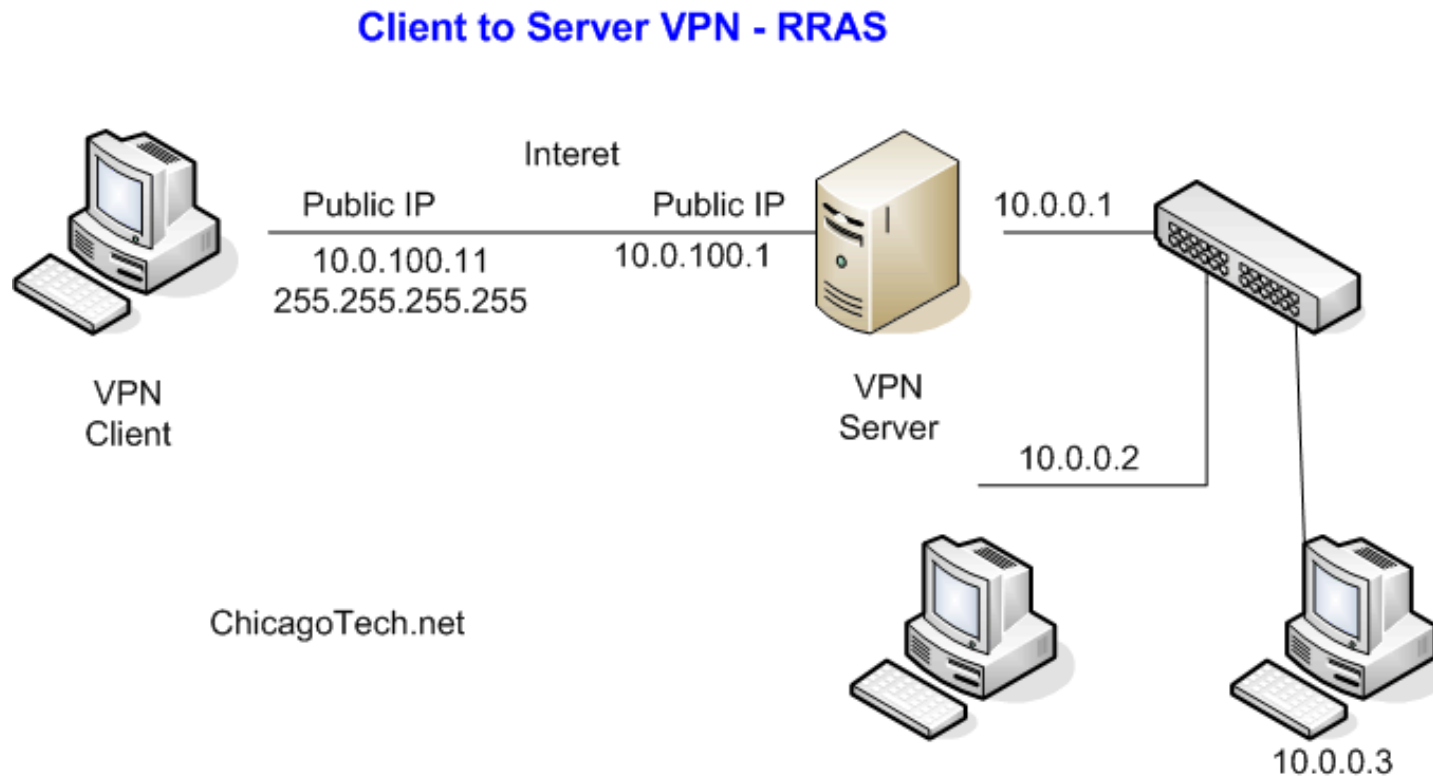 Client to Server VPN - RRAS
Interet
Public IP
Public IP
10.0.0.1
10.0.100.11
10.0.100.1
255.255.255.255
VPN
Client
VPN
Server
10.0.0.2
ChicagoTech.net
10.0.0.3